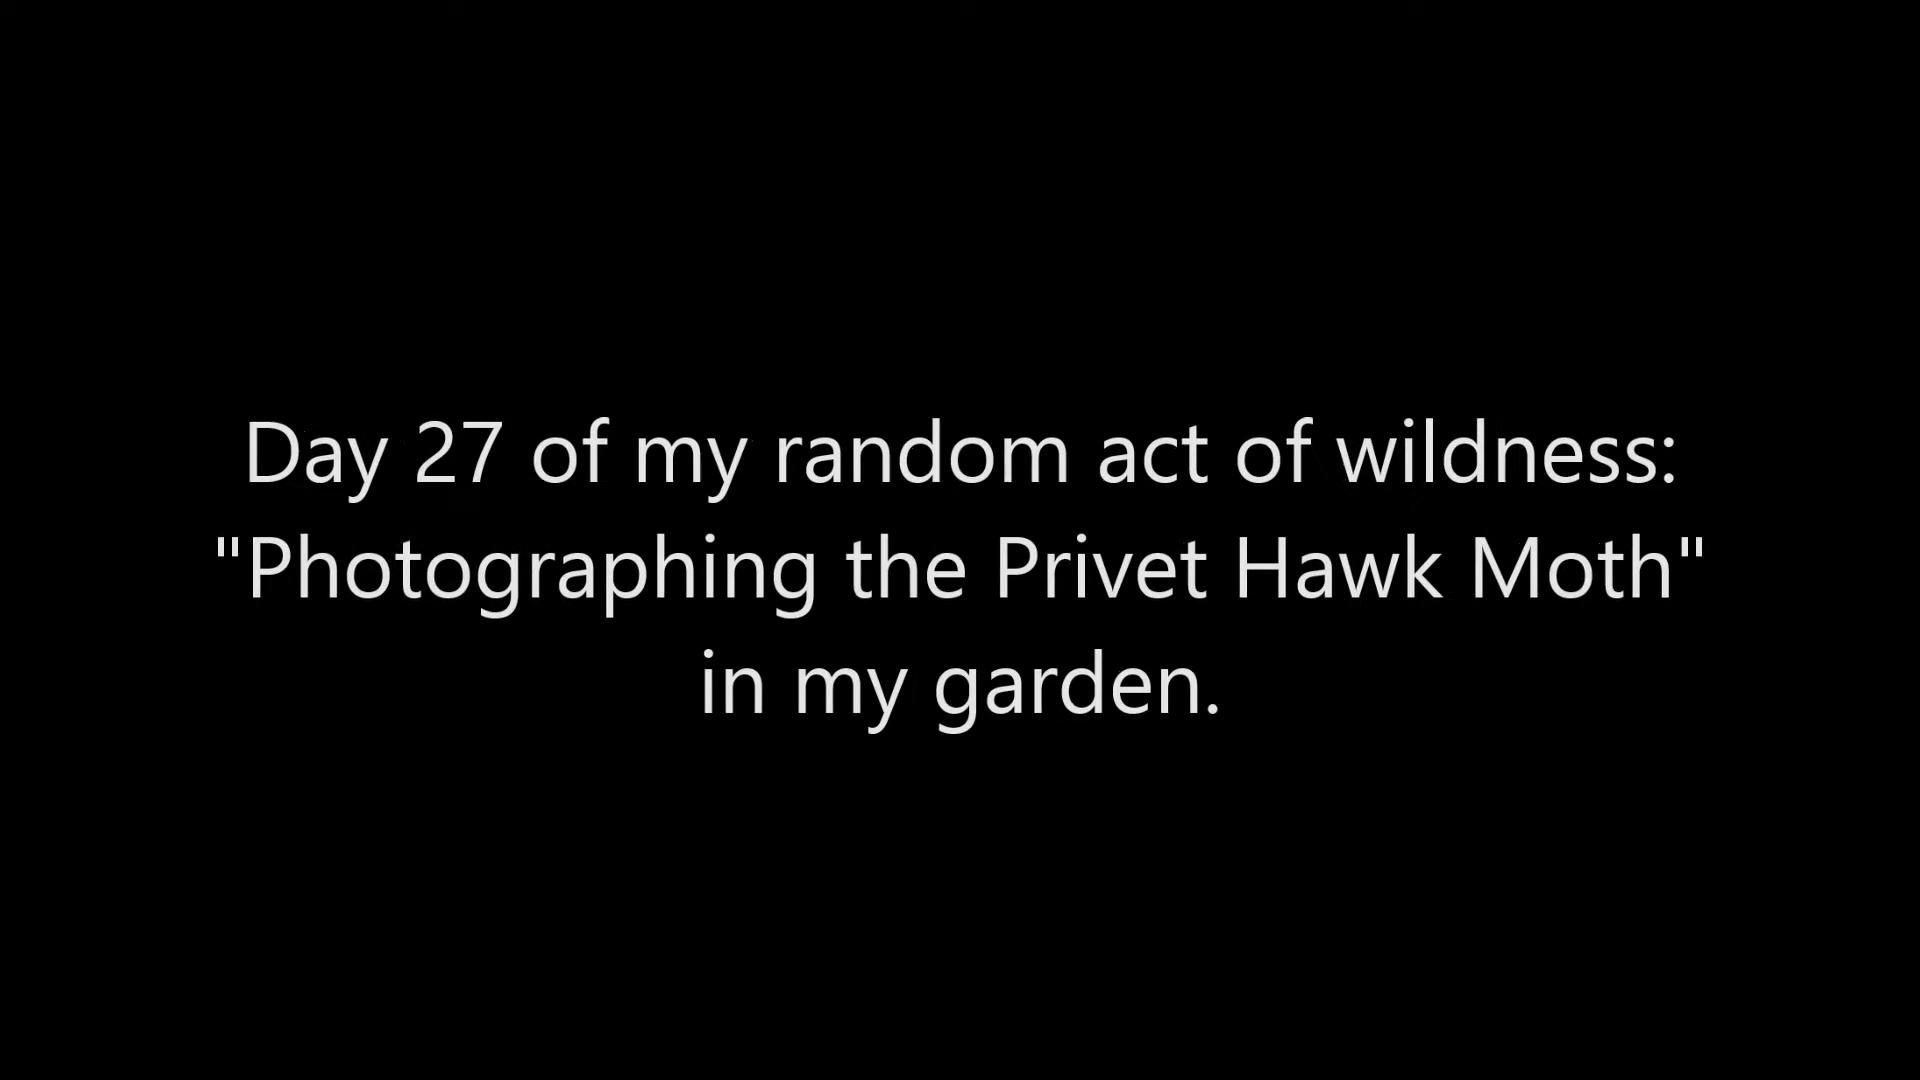 Day 27 of my random act of wildness:
"Photographing the Privet Hawk Moth"
in my garden.